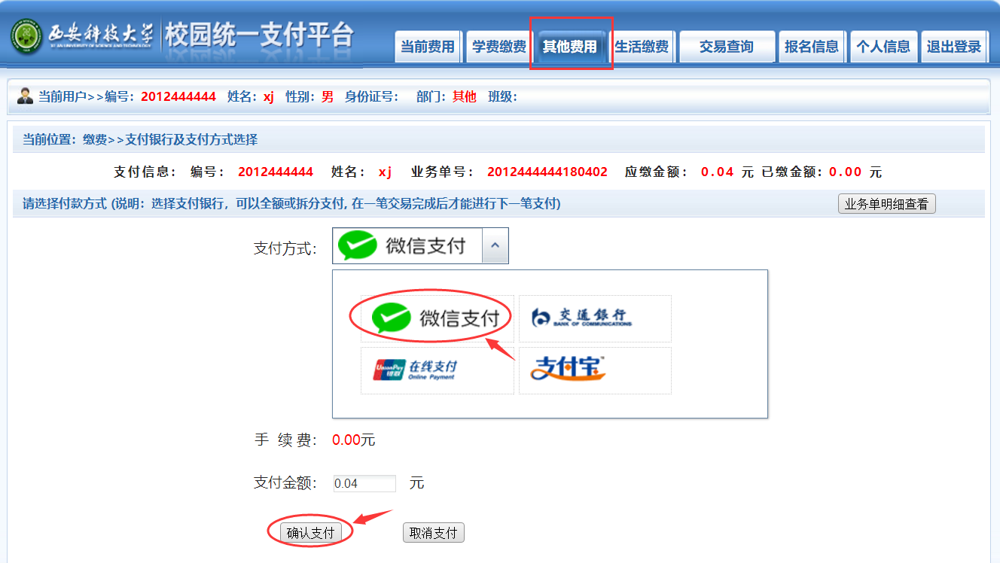 西安科技大学 校园统一支付平台
XI'AN UNIVERSITY OF SCIENCE AND TECHNOLOGY
当前费用 学费缴费 其他费用 生活缴费 交易查询 报名信息 个人信息 退出登录
当前用户>>编号：2012444444 姓名：xj 性别：男 身份证号： 部门：其他 班级：
当前位置：缴费>>支付银行及支付方式选择
支付信息： 编号： 2012444444 姓名： xj 业务单号： 2012444444180402 应缴金额： 0.04 元 已缴金额：0.00 元
请选择付款方式 (说明：选择支付银行，可以全额或拆分支付, 在一笔交易完成后才能进行下一笔支付) 业务单明细查看
支付方式： 微信支付
微信支付 交通银行 BANK OF COMMUNICATIONS
UnionPay 银联 在线支付 Online Payment 支付宝™
手 续 费： 0.00元
支付金额： 0.04 元
确认支付 取消支付